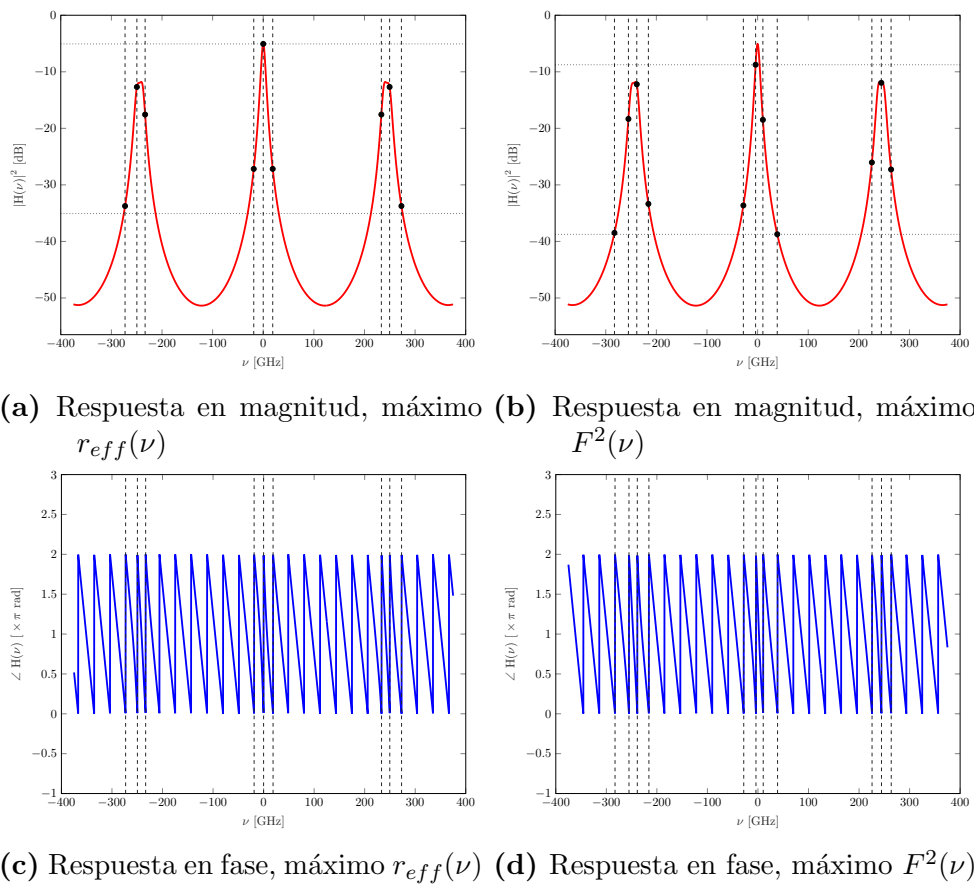 0
−10
−20
−30
−40
−50
|H(ν)|² [dB]
−400 −300 −200 −100 0 100 200 300 400
ν [GHz]
0
−10
−20
−30
−40
−50
|H(ν)|² [dB]
−400 −300 −200 −100 0 100 200 300 400
ν [GHz]
(a) Respuesta en magnitud, máximo
r_eff(ν)
(b) Respuesta en magnitud, máximo
F²(ν)
3
2.5
2
1.5
1
0.5
0
−0.5
−1
∠ H(ν) [ × π rad]
−400 −300 −200 −100 0 100 200 300 400
ν [GHz]
3
2.5
2
1.5
1
0.5
0
−0.5
−1
∠ H(ν) [ × π rad]
−400 −300 −200 −100 0 100 200 300 400
ν [GHz]
(c) Respuesta en fase, máximo r_eff(ν)
(d) Respuesta en fase, máximo F²(ν)